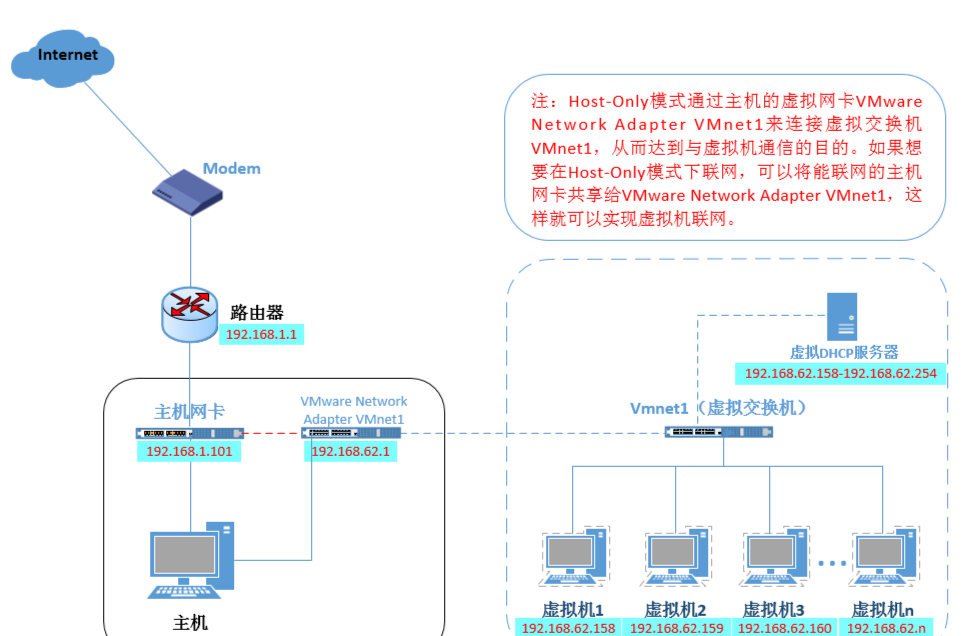 Internet
注：Host-Only模式通过主机的虚拟网卡VMware
Network Adapter VMnet1来连接虚拟交换机
VMnet1，从而达到与虚拟机通信的目的。如果想
要在Host-Only模式下联网，可以将能联网的主机
网卡共享给VMware Network Adapter VMnet1，这
样就可以实现虚拟机联网。
Modem
路由器
192.168.1.1
虚拟DHCP服务器
192.168.62.158-192.168.62.254
主机网卡
192.168.1.101
VMware Network
Adapter VMnet1
192.168.62.1
Vmnet1（虚拟交换机）
主机
虚拟机1
192.168.62.158
虚拟机2
192.168.62.159
虚拟机3
192.168.62.160
...
虚拟机n
192.168.62.n